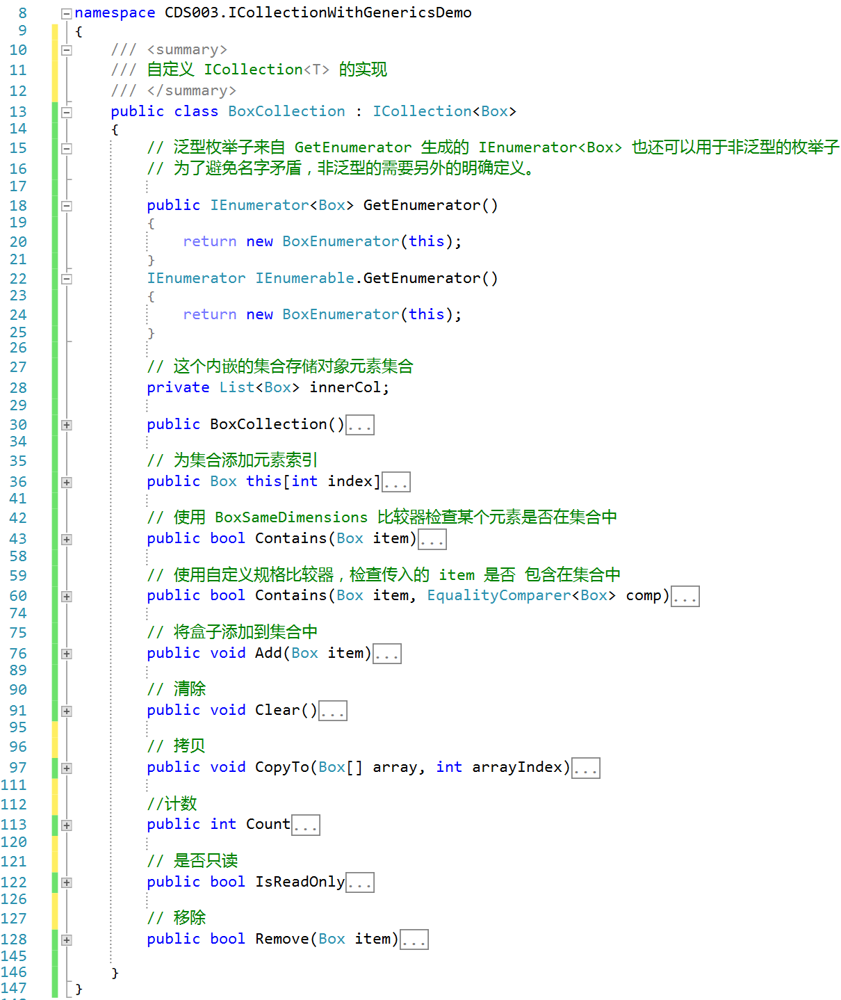 8 namespace CDS003.ICollectionWithGenericsDemo
9 {
10 /// <summary>
11 /// 自定义 ICollection<T> 的实现
12 /// </summary>
13 public class BoxCollection : ICollection<Box>
14 {
15 // 泛型枚举子来自 GetEnumerator 生成的 IEnumerator<Box> 也还可以用于非泛型的枚举子
16 // 为了避免名字矛盾，非泛型的需要另外的明确定义。
17
18 public IEnumerator<Box> GetEnumerator()
19 {
20 return new BoxEnumerator(this);
21 }
22 IEnumerator IEnumerable.GetEnumerator()
23 {
24 return new BoxEnumerator(this);
25 }
26
27 // 这个内嵌的集合存储对象元素集合
28 private List<Box> innerCol;
29
30 public BoxCollection()...
34
35 // 为集合添加元素索引
36 public Box this[int index]...
41
42 // 使用 BoxSameDimensions 比较器检查某个元素是否在集合中
43 public bool Contains(Box item)...
58
59 // 使用自定义规格比较器，检查传入的 item 是否 包含在集合中
60 public bool Contains(Box item, EqualityComparer<Box> comp)...
74
75 // 将盒子添加到集合中
76 public void Add(Box item)...
89
90 // 清除
91 public void Clear()...
95
96 // 拷贝
97 public void CopyTo(Box[] array, int arrayIndex)...
111
112 //计数
113 public int Count...
120
121 // 是否只读
122 public bool IsReadOnly...
126
127 // 移除
128 public bool Remove(Box item)...
145
146 }
147 }